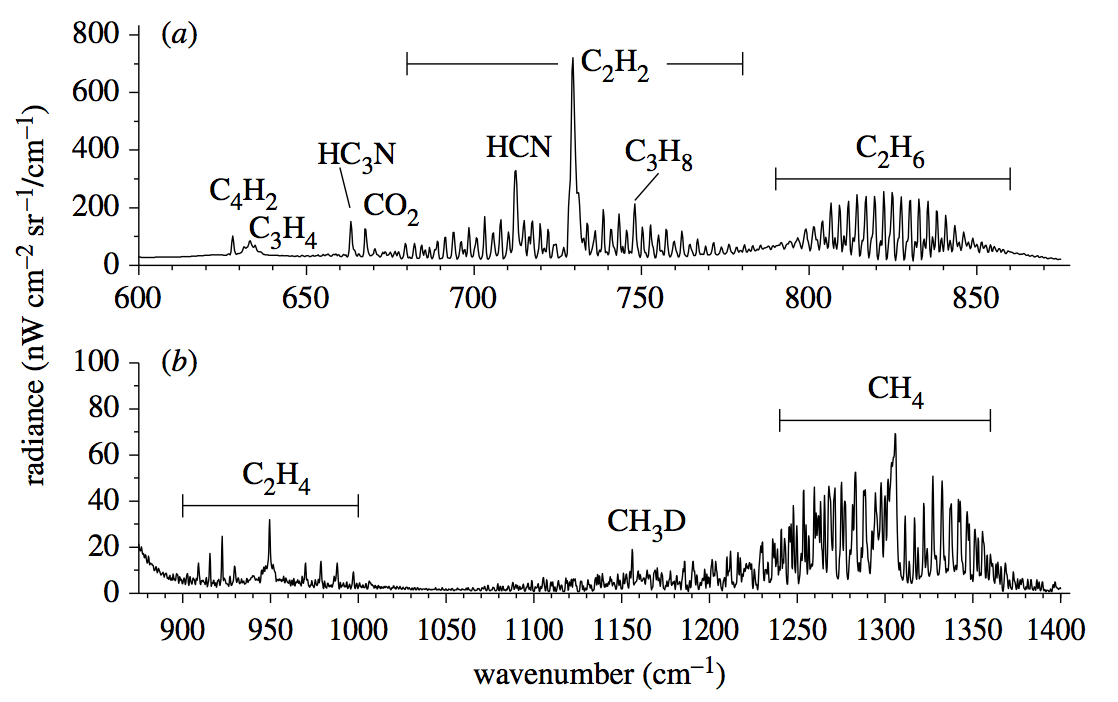 radiance (nW cm⁻² sr⁻¹/cm⁻¹)
(a)
800
600
400
200
0
C₂H₂
HCN
HC₃N
C₃H₈
C₂H₆
C₄H₂
CO₂
C₃H₄
600 650 700 750 800 850
(b)
100
80
60
40
20
0
CH₄
C₂H₄
CH₃D
900 950 1000 1050 1100 1150 1200 1250 1300 1350 1400
wavenumber (cm⁻¹)